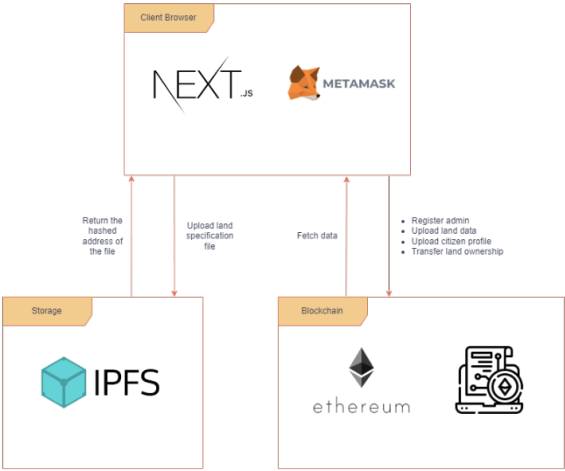 Client Browser
NEXT.JS
METAMASK
Return the
hashed
address of
the file
Upload land
specification
file
Fetch data
• Register admin
• Upload land data
• Upload citizen profile
• Transfer land ownership
Storage
IPFS
Blockchain
ethereum